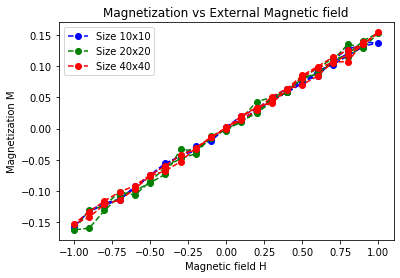 Magnetization vs External Magnetic field
Size 10x10
Size 20x20
Size 40x40
Magnetization M
0.15
0.10
0.05
0.00
−0.05
−0.10
−0.15
−1.00 −0.75 −0.50 −0.25 0.00 0.25 0.50 0.75 1.00
Magnetic field H